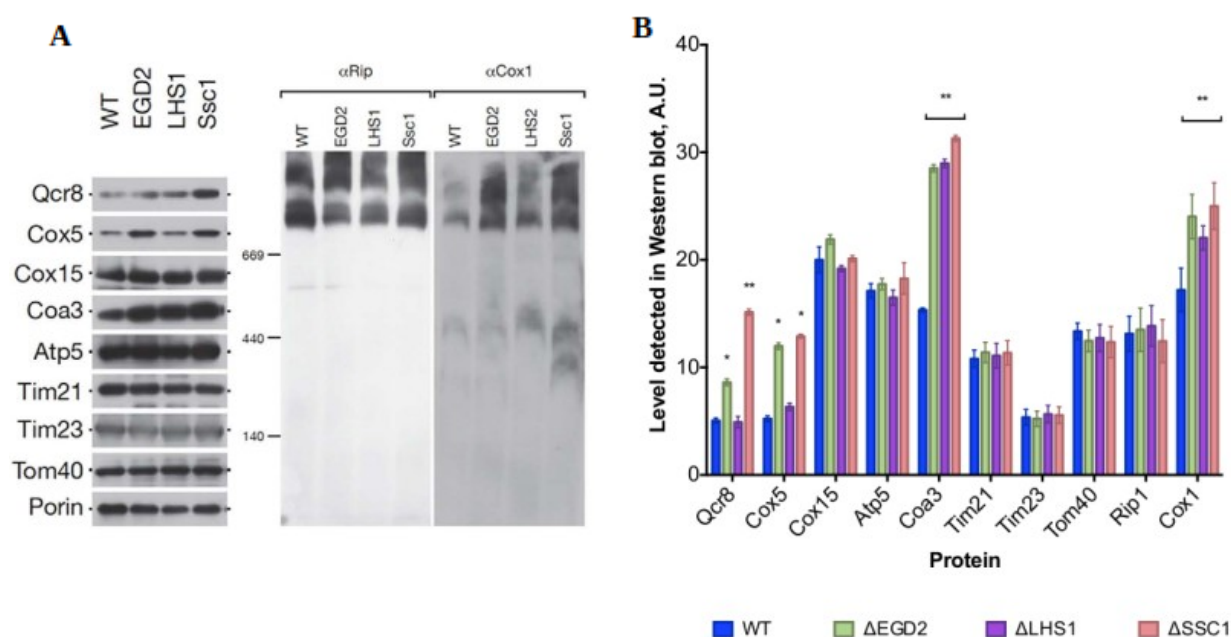 A
WT
EGD2
LHS1
Ssc1
Qcr8
Cox5
Cox15
Coa3
Atp5
Tim21
Tim23
Tom40
Porin
αRip
αCox1
WT
EGD2
LHS1
Ssc1
WT
EGD2
LHS2
Ssc1
669
440
140
B
Level detected in Western blot, A.U.
40
30
20
10
0
*
**
*
*
**
**
Qcr8
Cox5
Cox15
Atp5
Coa3
Tim21
Tim23
Tom40
Rip1
Cox1
Protein
WT
ΔEGD2
ΔLHS1
ΔSSC1